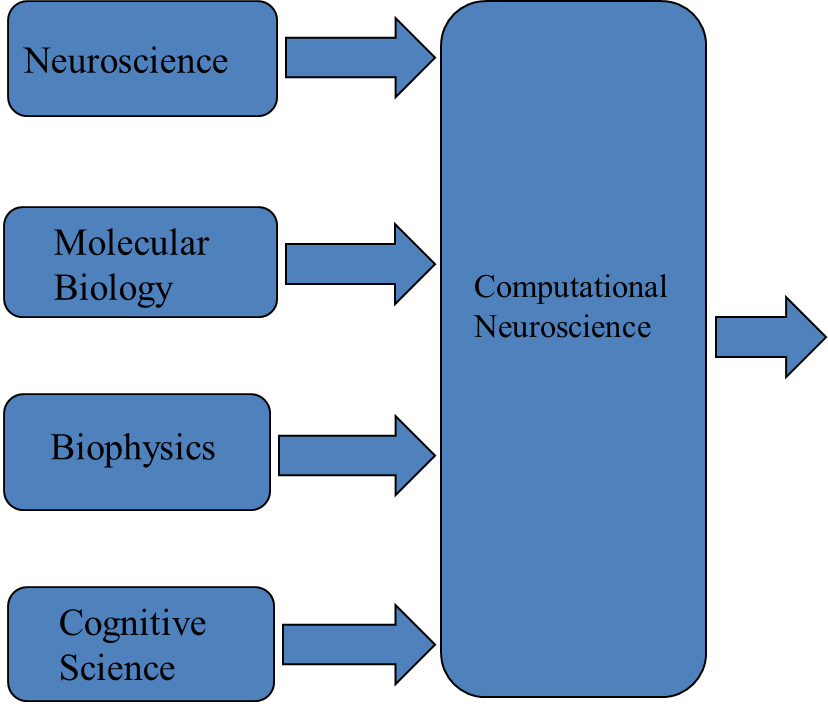 Neuroscience
Molecular
Biology
Biophysics
Cognitive
Science
Computational
Neuroscience